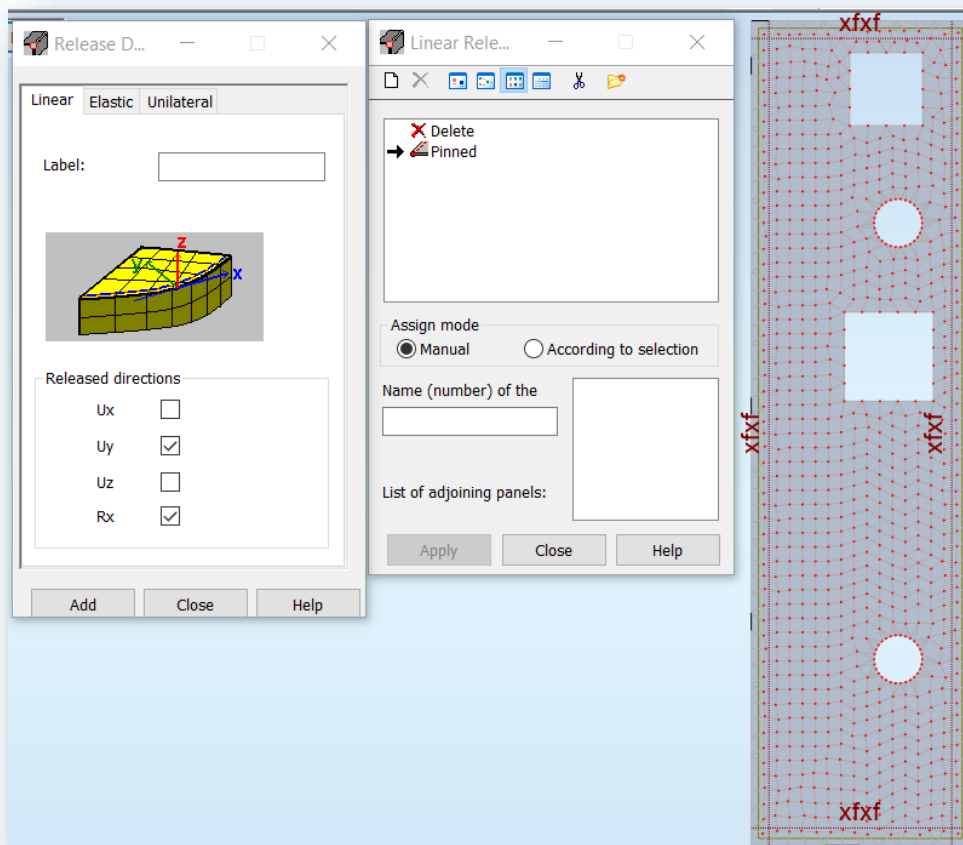 Release D...
Linear
Elastic
Unilateral
Label:
z
y
x
Released directions
Ux
Uy
Uz
Rx
Add
Close
Help
Linear Rele...
Delete
Pinned
Assign mode
Manual
According to selection
Name (number) of the
List of adjoining panels:
Apply
Close
Help
xfxf
xfxf
xfxf
xfxf